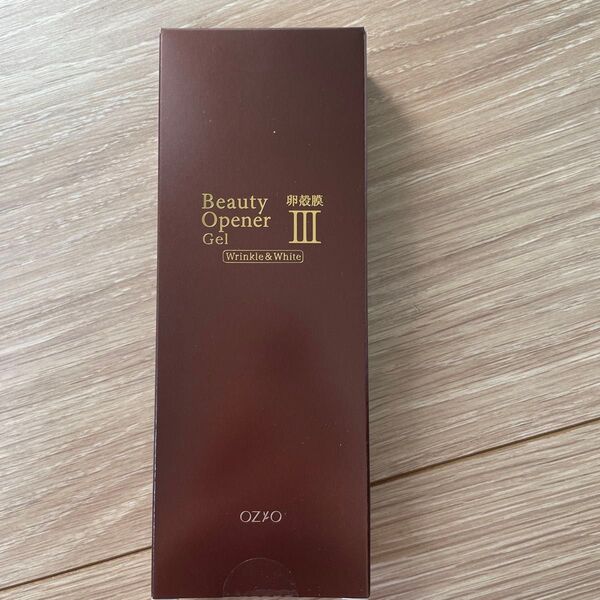 Beauty
Opener
Gel
卵殻膜
III
Wrinkle&White
OZIO